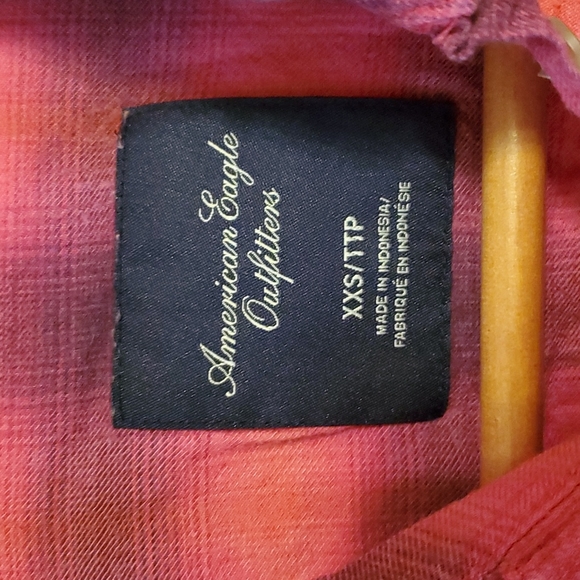 American Eagle
Outfitters
XXS/TTP
MADE IN INDONESIA/
FABRIQUÉ EN INDONÉSIE